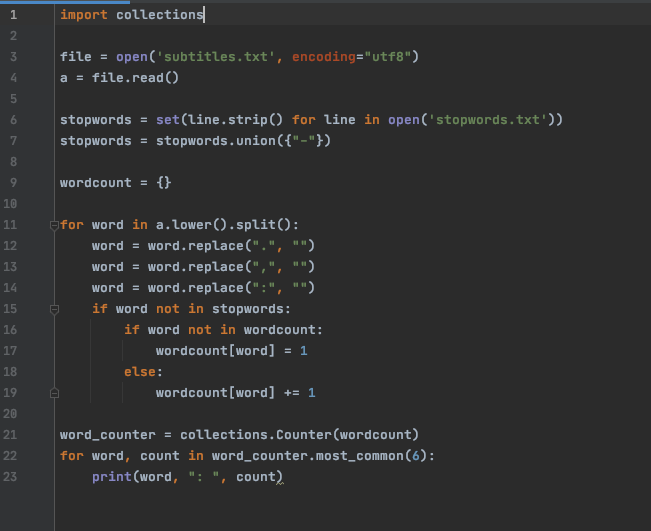 1 import collections
2
3 file = open('subtitles.txt', encoding="utf8")
4 a = file.read()
5
6 stopwords = set(line.strip() for line in open('stopwords.txt'))
7 stopwords = stopwords.union({"-"})
8
9 wordcount = {}
10
11 for word in a.lower().split():
12     word = word.replace(".", "")
13     word = word.replace(",", "")
14     word = word.replace(":", "")
15     if word not in stopwords:
16         if word not in wordcount:
17             wordcount[word] = 1
18         else:
19             wordcount[word] += 1
20
21 word_counter = collections.Counter(wordcount)
22 for word, count in word_counter.most_common(6):
23     print(word, ": ", count)